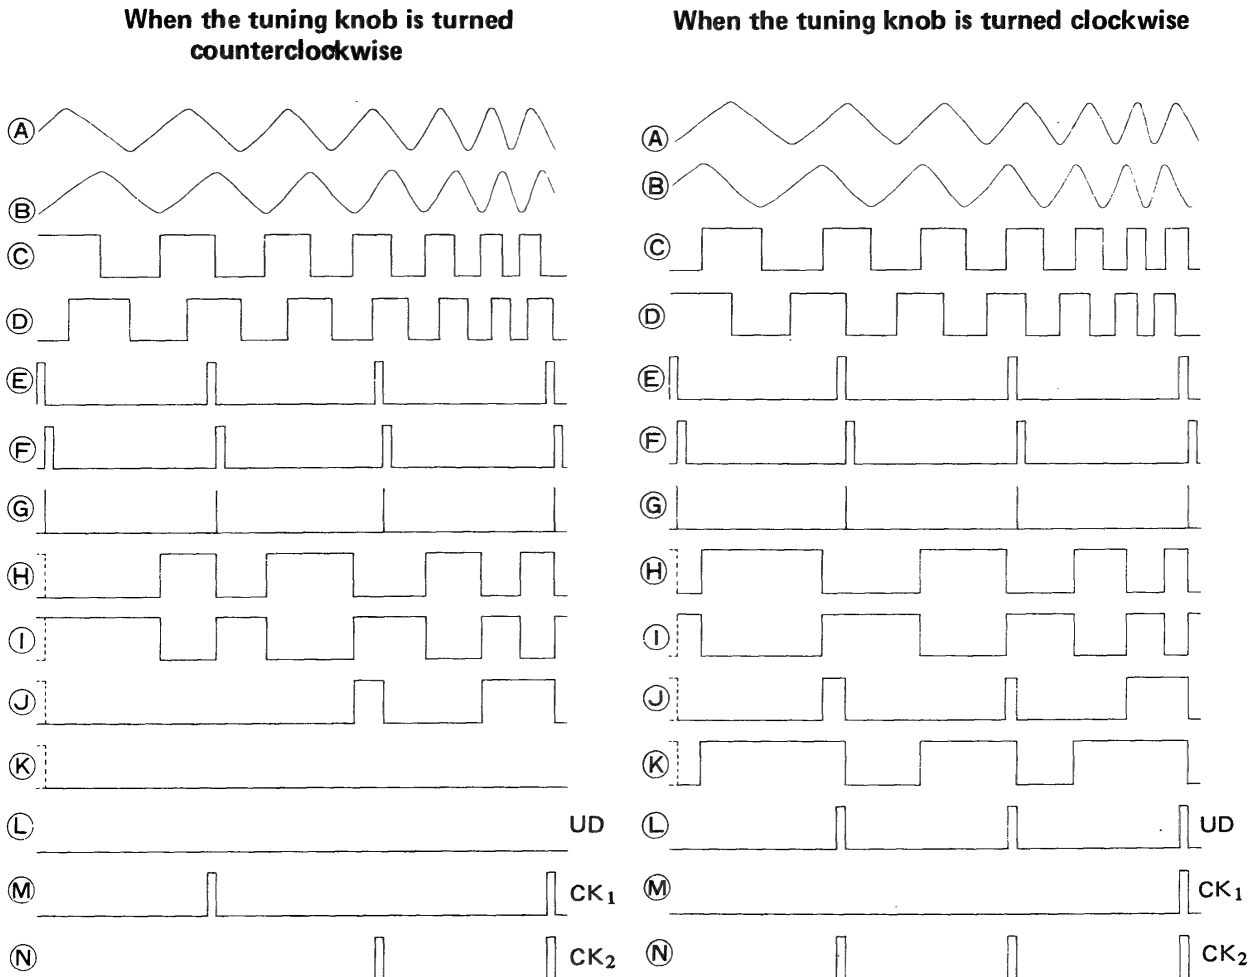 When the tuning knob is turned
counterclockwise
A
B
C
D
E
F
G
H
I
J
K
L UD
M CK1
N CK2
When the tuning knob is turned clockwise
A
B
C
D
E
F
G
H
I
J
K
L UD
M CK1
N CK2